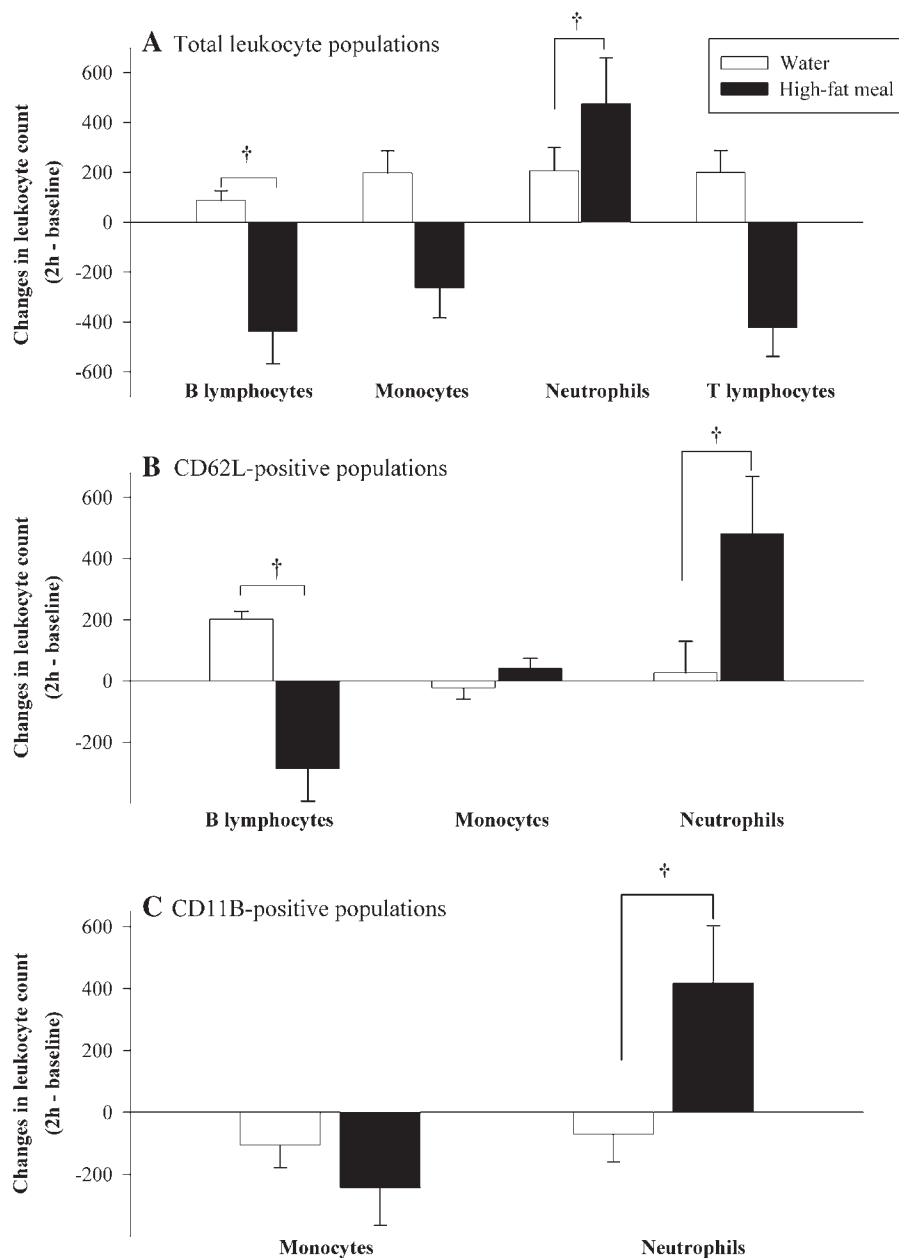 A Total leukocyte populations
†
Water
High-fat meal
Changes in leukocyte count
(2h - baseline)
600
400
200
0
-200
-400
-600
†
B lymphocytes Monocytes Neutrophils T lymphocytes
B CD62L-positive populations
†
Changes in leukocyte count
(2h - baseline)
600
400
200
0
-200
†
B lymphocytes Monocytes Neutrophils
C CD11B-positive populations
†
Changes in leukocyte count
(2h - baseline)
600
400
200
0
-200
Monocytes Neutrophils